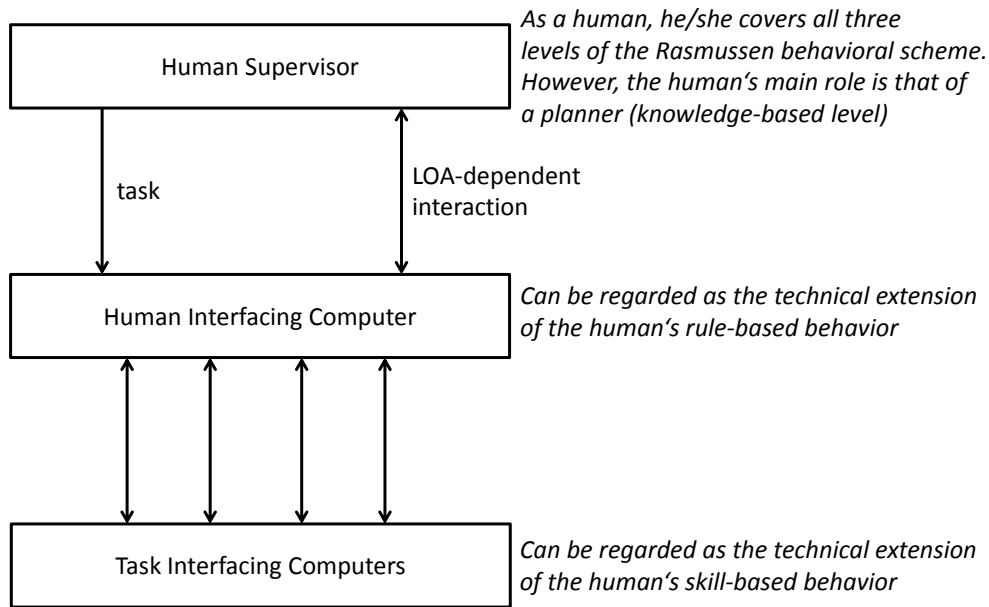 Human Supervisor
As a human, he/she covers all three
levels of the Rasmussen behavioral scheme.
However, the human‘s main role is that of
a planner (knowledge-based level)
task
LOA-dependent
interaction
Human Interfacing Computer
Can be regarded as the technical extension
of the human‘s rule-based behavior
Task Interfacing Computers
Can be regarded as the technical extension
of the human‘s skill-based behavior